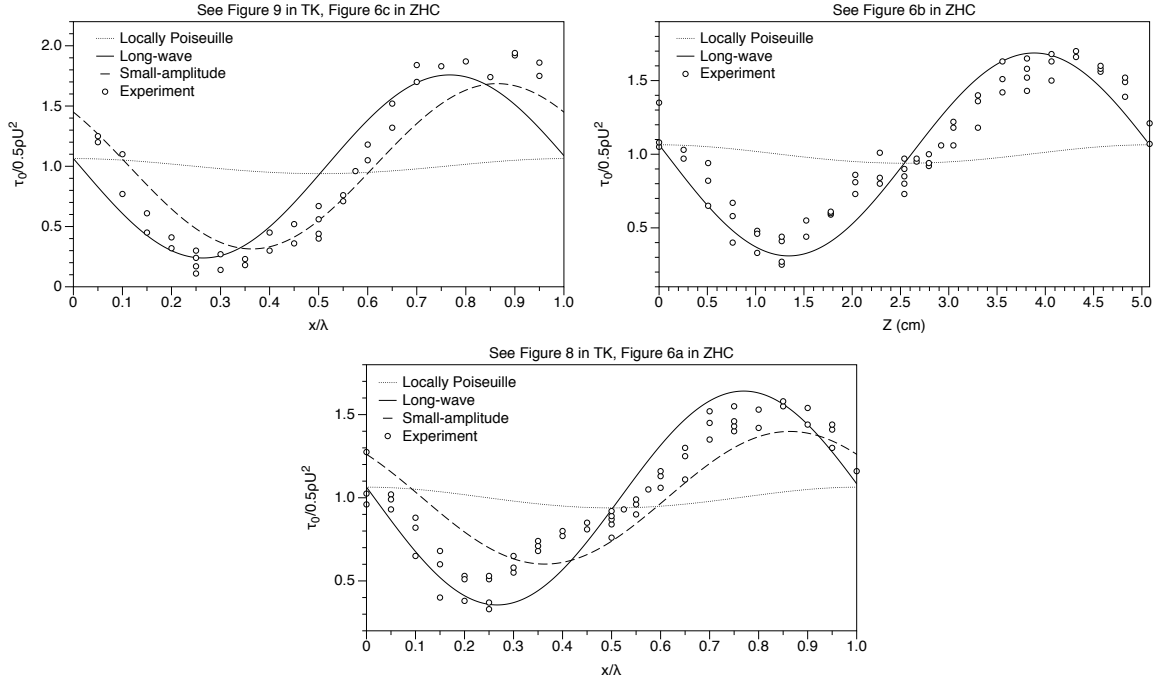 See Figure 9 in TK, Figure 6c in ZHC
Locally Poiseuille
Long-wave
Small-amplitude
Experiment
2.0
1.5
1.0
0.5
0
τ₀/0.5ρU²
0 0.1 0.2 0.3 0.4 0.5 0.6 0.7 0.8 0.9 1.0
x/λ
See Figure 6b in ZHC
Locally Poiseuille
Long-wave
Experiment
1.5
1.0
0.5
τ₀/0.5ρU²
0 0.5 1.0 1.5 2.0 2.5 3.0 3.5 4.0 4.5 5.0
Z (cm)
See Figure 8 in TK, Figure 6a in ZHC
Locally Poiseuille
Long-wave
Small-amplitude
Experiment
1.5
1.0
0.5
τ₀/0.5ρU²
0 0.1 0.2 0.3 0.4 0.5 0.6 0.7 0.8 0.9 1.0
x/λ